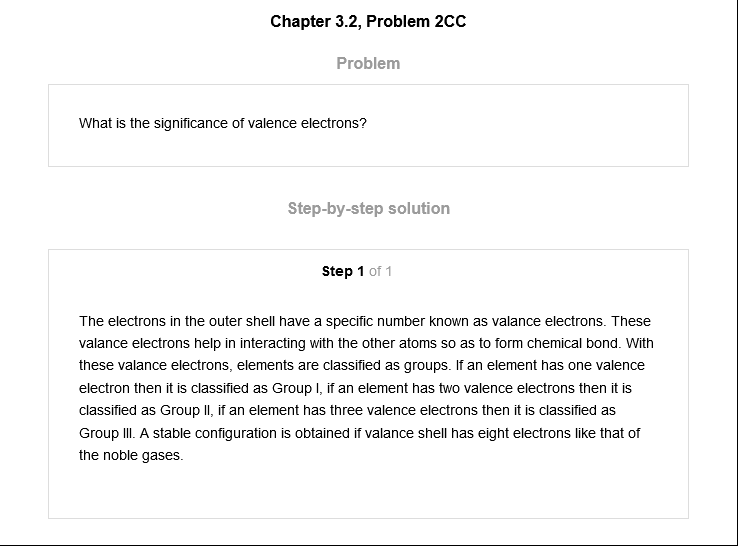 Chapter 3.2, Problem 2CC
Problem
What is the significance of valence electrons?
Step-by-step solution
Step 1 of 1
The electrons in the outer shell have a specific number known as valance electrons. These
valance electrons help in interacting with the other atoms so as to form chemical bond. With
these valance electrons, elements are classified as groups. If an element has one valence
electron then it is classified as Group I, if an element has two valence electrons then it is
classified as Group II, if an element has three valence electrons then it is classified as
Group III. A stable configuration is obtained if valance shell has eight electrons like that of
the noble gases.